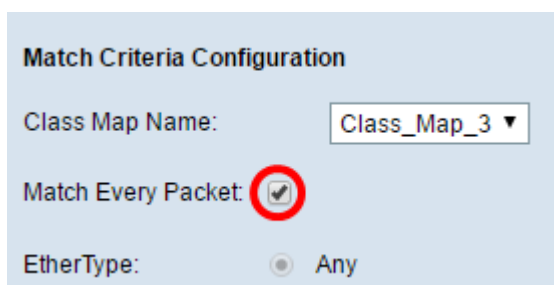 Match Criteria Configuration
Class Map Name: Class_Map_3
Match Every Packet:
EtherType: Any